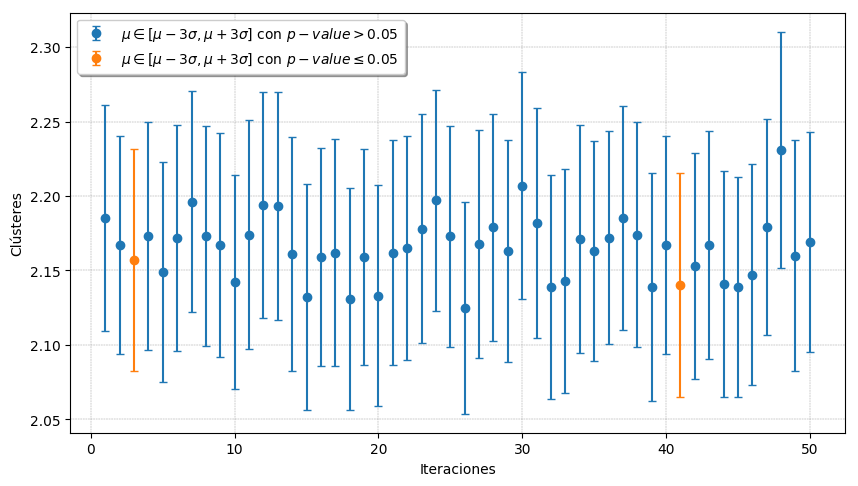 μ ∈ [μ − 3σ, μ + 3σ] con p − value > 0.05
μ ∈ [μ − 3σ, μ + 3σ] con p − value ≤ 0.05
Clústeres
2.30
2.25
2.20
2.15
2.10
2.05
0 10 20 30 40 50
Iteraciones